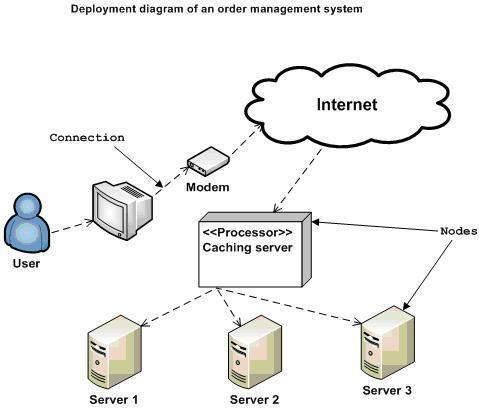 Deployment diagram of an order management system
Internet
Connection
Modem
<<Processor>>
Caching server
Nodes
User
Server 1
Server 2
Server 3